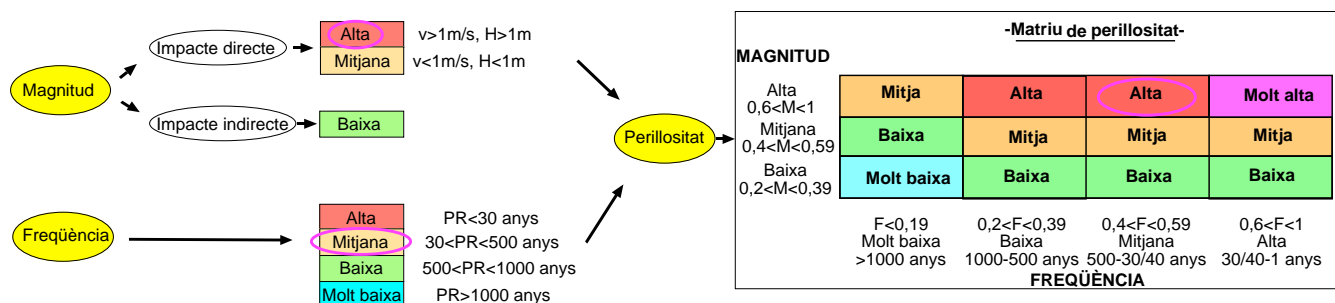 Magnitud
Impacte directe
Impacte indirecte
Alta
v>1m/s, H>1m
Mitjana
v<1m/s, H<1m
Baixa
Freqüència
Alta
PR<30 anys
Mitjana
30<PR<500 anys
Baixa
500<PR<1000 anys
Molt baixa
PR>1000 anys
Perillositat
-Matriu de perillositat-
MAGNITUD
Alta
0,6<M<1
Mitja
Alta
Alta
Molt alta
Mitjana
0,4<M<0,59
Baixa
Mitja
Mitja
Mitja
Baixa
0,2<M<0,39
Molt baixa
Baixa
Baixa
Baixa
F<0,19
Molt baixa
>1000 anys
0,2<F<0,39
Baixa
1000-500 anys
0,4<F<0,59
Mitjana
500-30/40 anys
0,6<F<1
Alta
30/40-1 anys
FREQÜÈNCIA